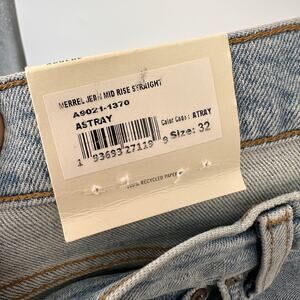 MERREL JEAN MID RISE STRAIGHT
A9021-1370
ASTRAY
Color Code: ATRAY
Size: 32
1 93693 27119 9
100% RECYCLED PAPER